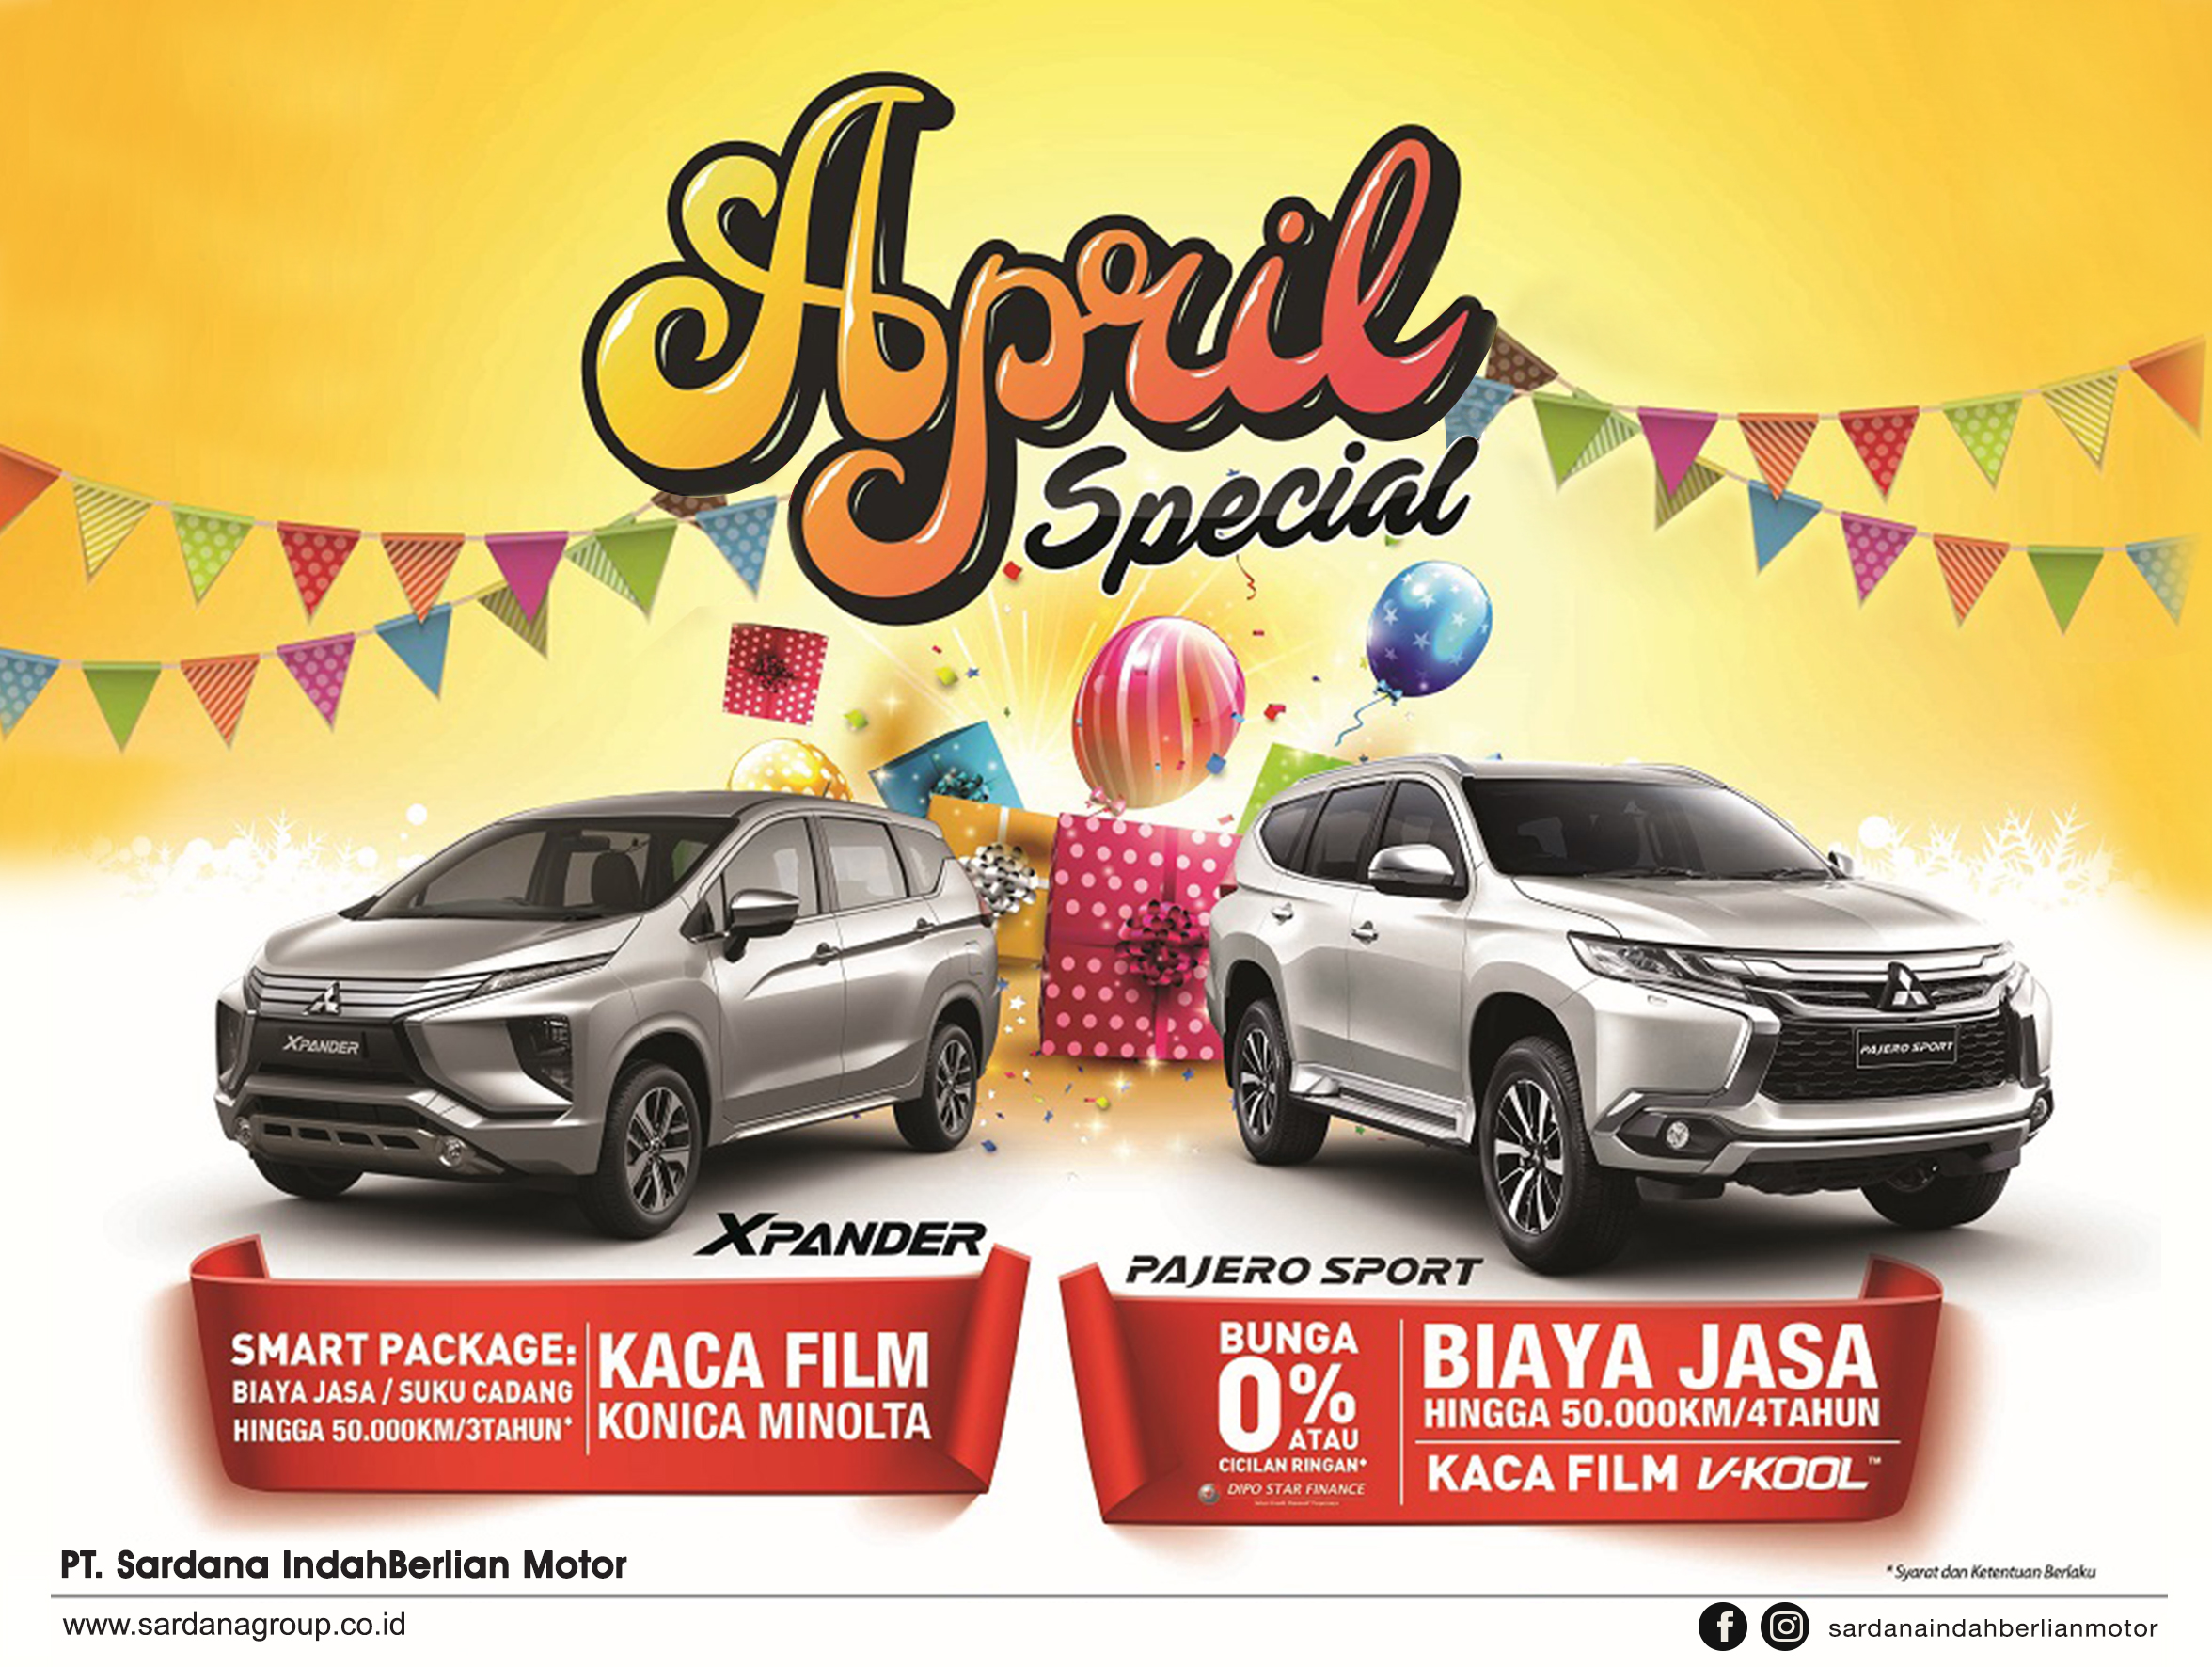 April
Special
XPANDER
PAJERO SPORT
XPANDER
SMART PACKAGE:
BIAYA JASA / SUKU CADANG
HINGGA 50.000KM/3TAHUN*
KACA FILM
KONICA MINOLTA
PAJERO SPORT
BUNGA
0%
ATAU
CICILAN RINGAN*
DIPO STAR FINANCE
BIAYA JASA
HINGGA 50.000KM/4TAHUN
KACA FILM V-KOOL™
PT. Sardana IndahBerlian Motor
* Syarat dan Ketentuan Berlaku
www.sardanagroup.co.id
sardanaindahberlianmotor